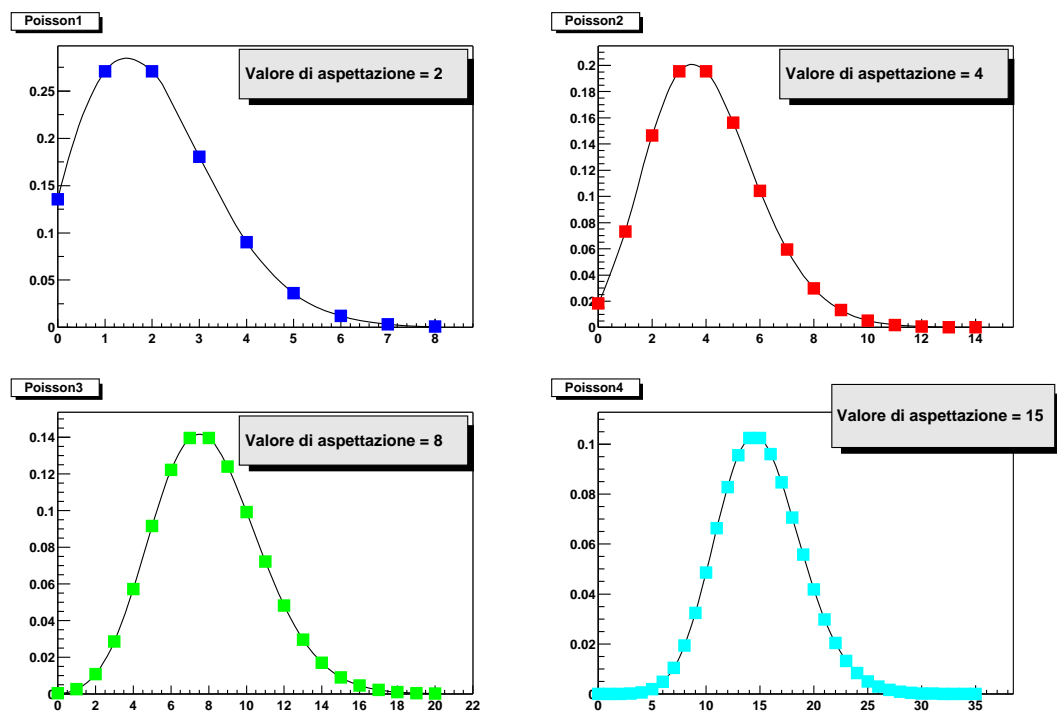 Poisson1
Valore di aspettazione = 2
0.25
0.2
0.15
0.1
0.05
0
0 1 2 3 4 5 6 7 8
Poisson2
Valore di aspettazione = 4
0.2
0.18
0.16
0.14
0.12
0.1
0.08
0.06
0.04
0.02
0
0 2 4 6 8 10 12 14
Poisson3
Valore di aspettazione = 8
0.14
0.12
0.1
0.08
0.06
0.04
0.02
0
0 2 4 6 8 10 12 14 16 18 20 22
Poisson4
Valore di aspettazione = 15
0.1
0.08
0.06
0.04
0.02
0
0 5 10 15 20 25 30 35